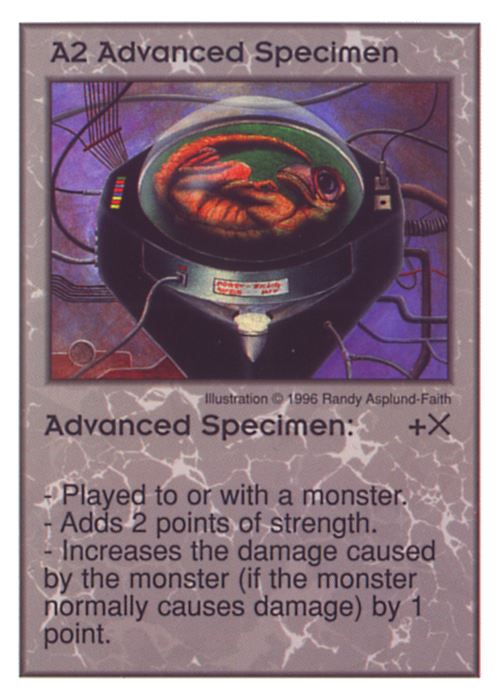 A2 Advanced Specimen
Illustration © 1996 Randy Asplund-Faith
Advanced Specimen: +X
- Played to or with a monster.
- Adds 2 points of strength.
- Increases the damage caused
by the monster (if the monster
normally causes damage) by 1
point.